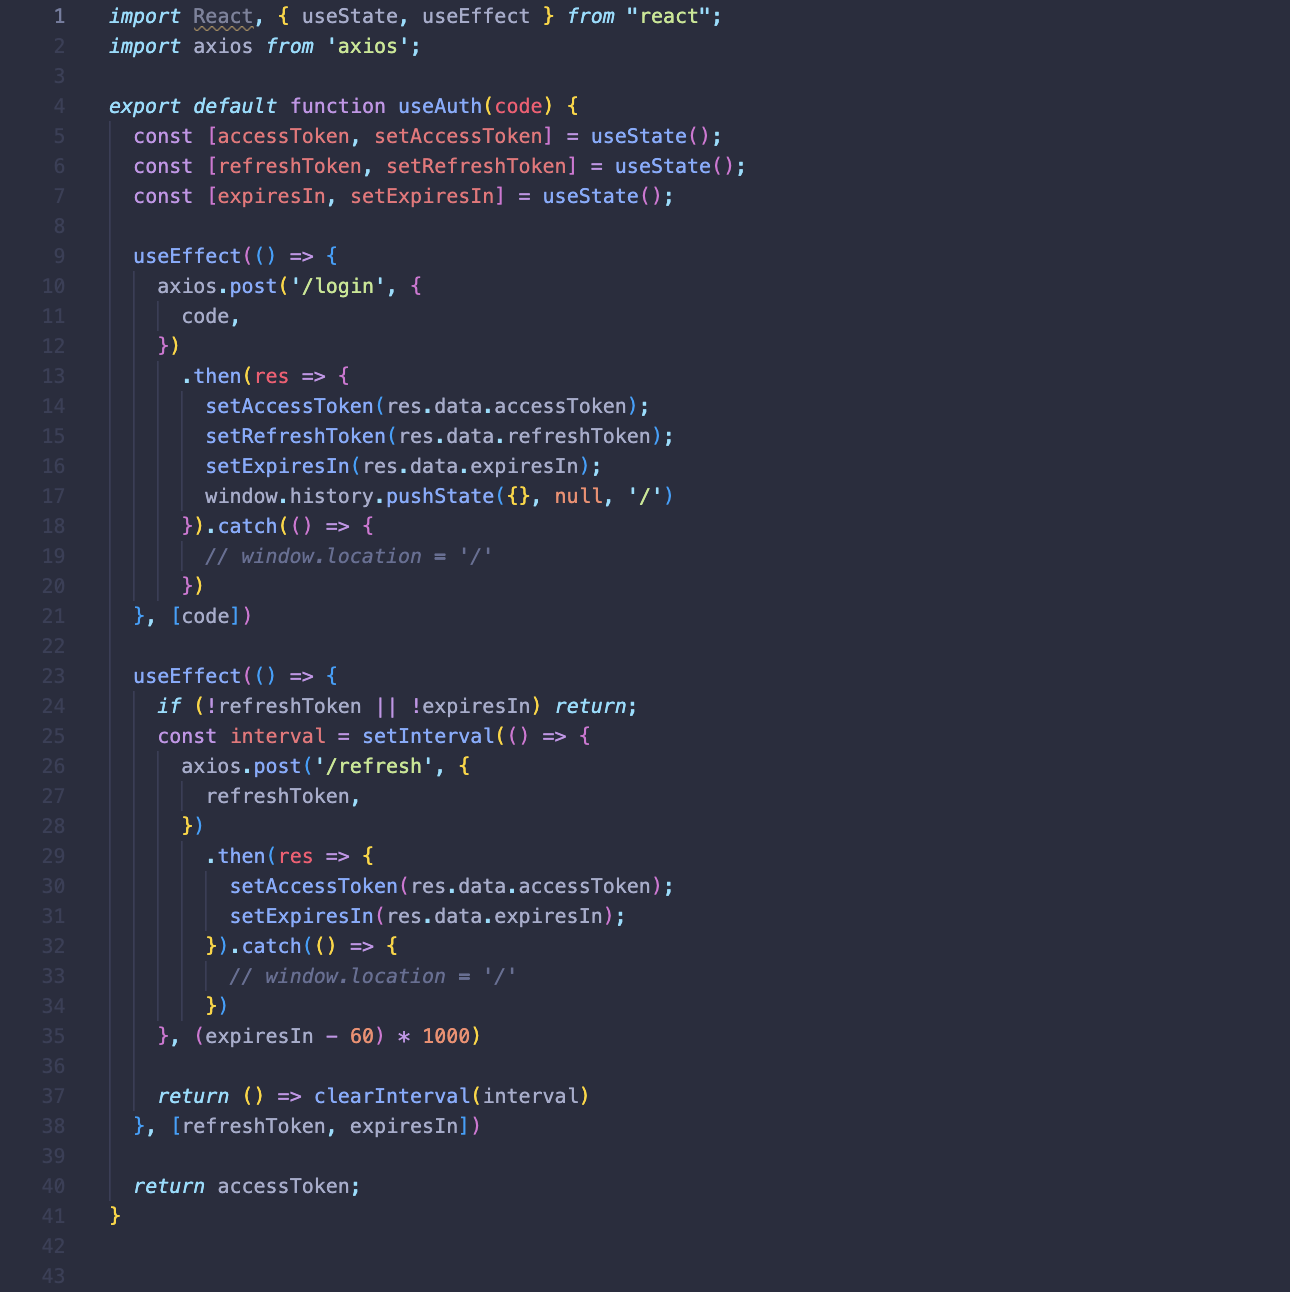 1 import React, { useState, useEffect } from "react";
2 import axios from 'axios';
3
4 export default function useAuth(code) {
5   const [accessToken, setAccessToken] = useState();
6   const [refreshToken, setRefreshToken] = useState();
7   const [expiresIn, setExpiresIn] = useState();
8
9   useEffect(() => {
10     axios.post('/login', {
11       code,
12     })
13       .then(res => {
14         setAccessToken(res.data.accessToken);
15         setRefreshToken(res.data.refreshToken);
16         setExpiresIn(res.data.expiresIn);
17         window.history.pushState({}, null, '/')
18       }).catch(() => {
19         // window.location = '/'
20       })
21   }, [code])
22
23   useEffect(() => {
24     if (!refreshToken || !expiresIn) return;
25     const interval = setInterval(() => {
26       axios.post('/refresh', {
27         refreshToken,
28       })
29         .then(res => {
30           setAccessToken(res.data.accessToken);
31           setExpiresIn(res.data.expiresIn);
32         }).catch(() => {
33           // window.location = '/'
34         })
35     }, (expiresIn - 60) * 1000)
36
37     return () => clearInterval(interval)
38   }, [refreshToken, expiresIn])
39
40   return accessToken;
41 }
42
43